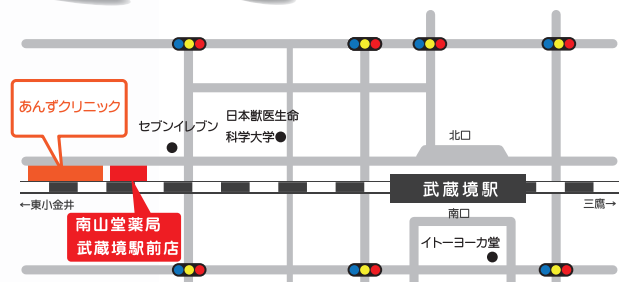 あんずクリニック
セブンイレブン
日本獣医生命
科学大学
北口
武蔵境駅
←東小金井
三鷹→
南口
南山堂薬局
武蔵境駅前店
イトーヨーカ堂